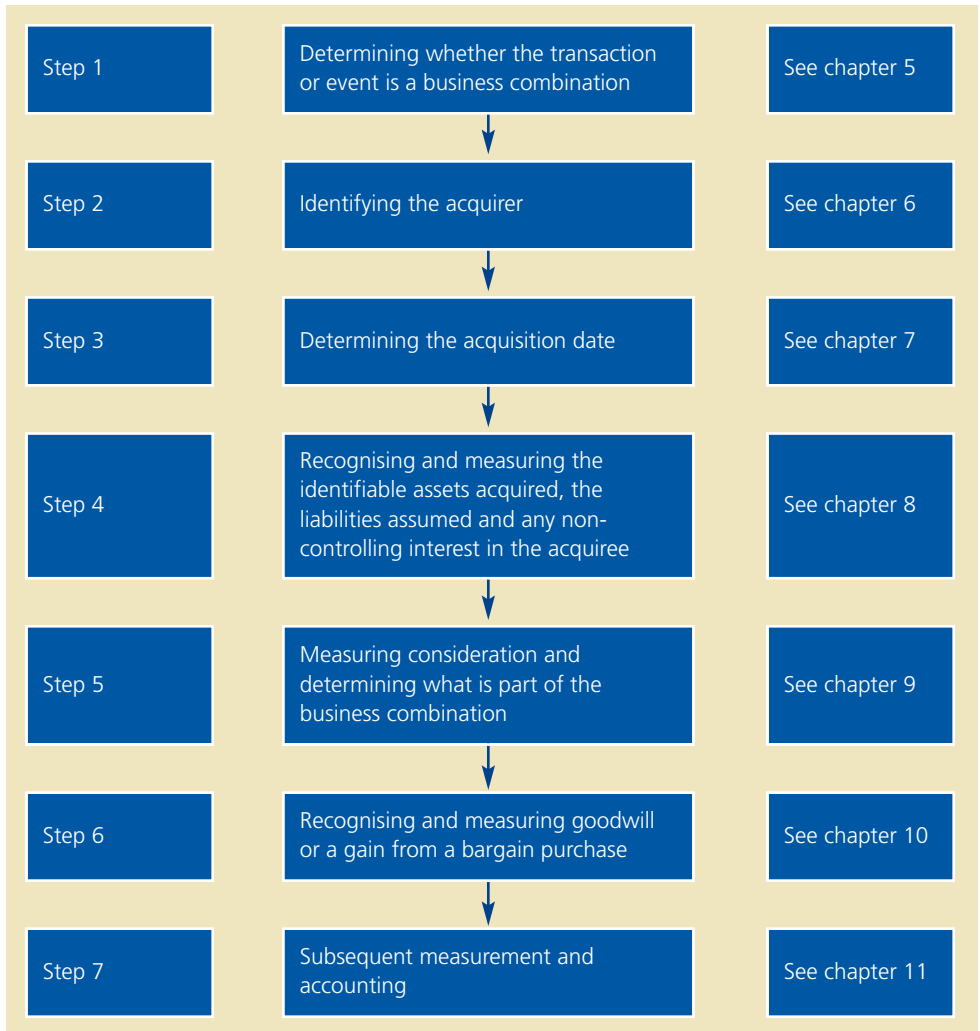 Step 1
Determining whether the transaction
or event is a business combination
See chapter 5
Step 2
Identifying the acquirer
See chapter 6
Step 3
Determining the acquisition date
See chapter 7
Step 4
Recognising and measuring the
identifiable assets acquired, the
liabilities assumed and any non-
controlling interest in the acquiree
See chapter 8
Step 5
Measuring consideration and
determining what is part of the
business combination
See chapter 9
Step 6
Recognising and measuring goodwill
or a gain from a bargain purchase
See chapter 10
Step 7
Subsequent measurement and
accounting
See chapter 11